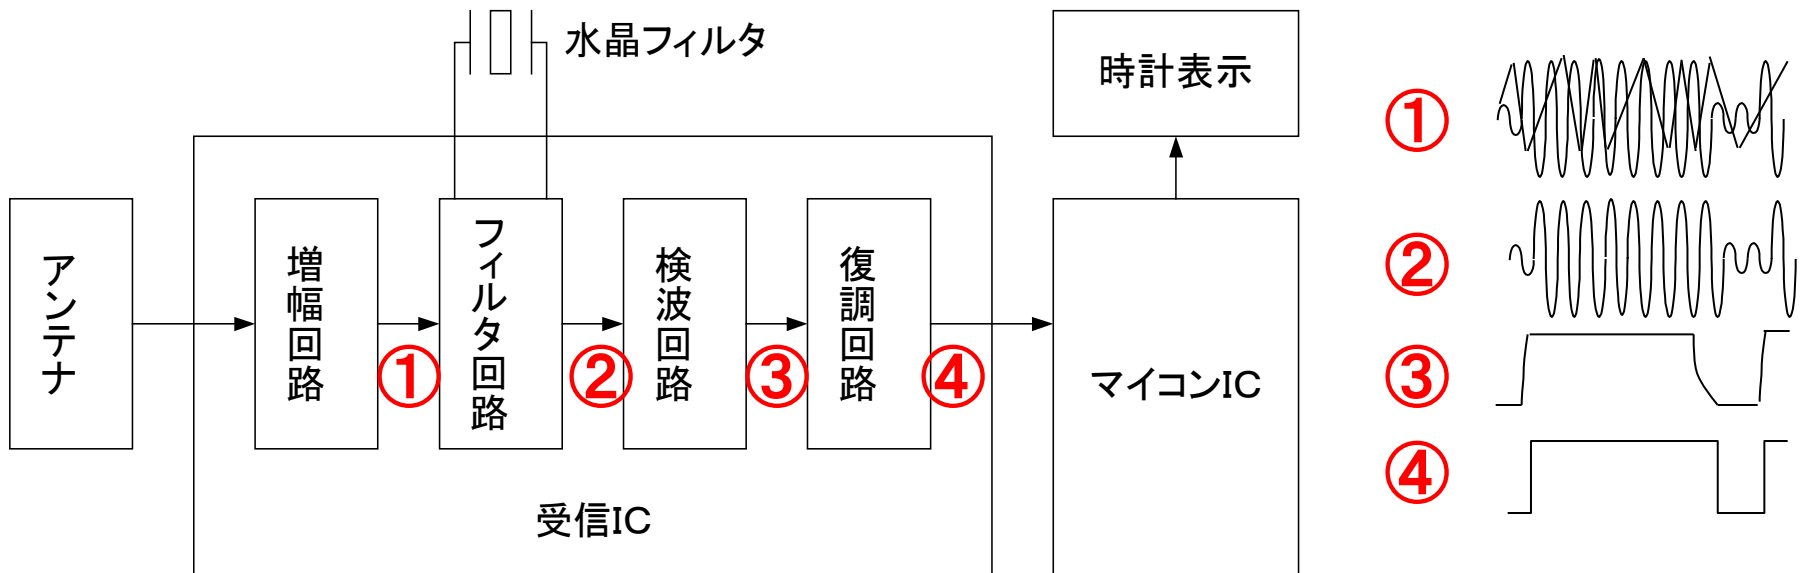 水晶フィルタ
時計表示
アンテナ
増幅回路
フィルタ回路
検波回路
復調回路
①
②
③
④
マイコンIC
受信IC
①
②
③
④